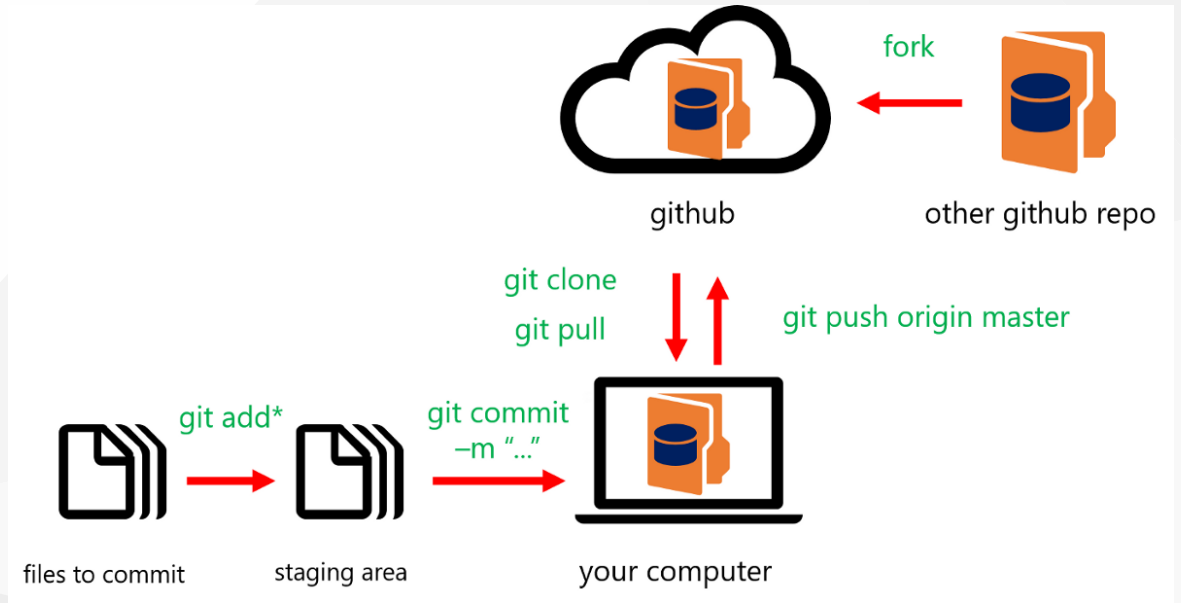 fork
github
other github repo
git clone
git pull
git push origin master
git add*
git commit
–m “…”
files to commit
staging area
your computer